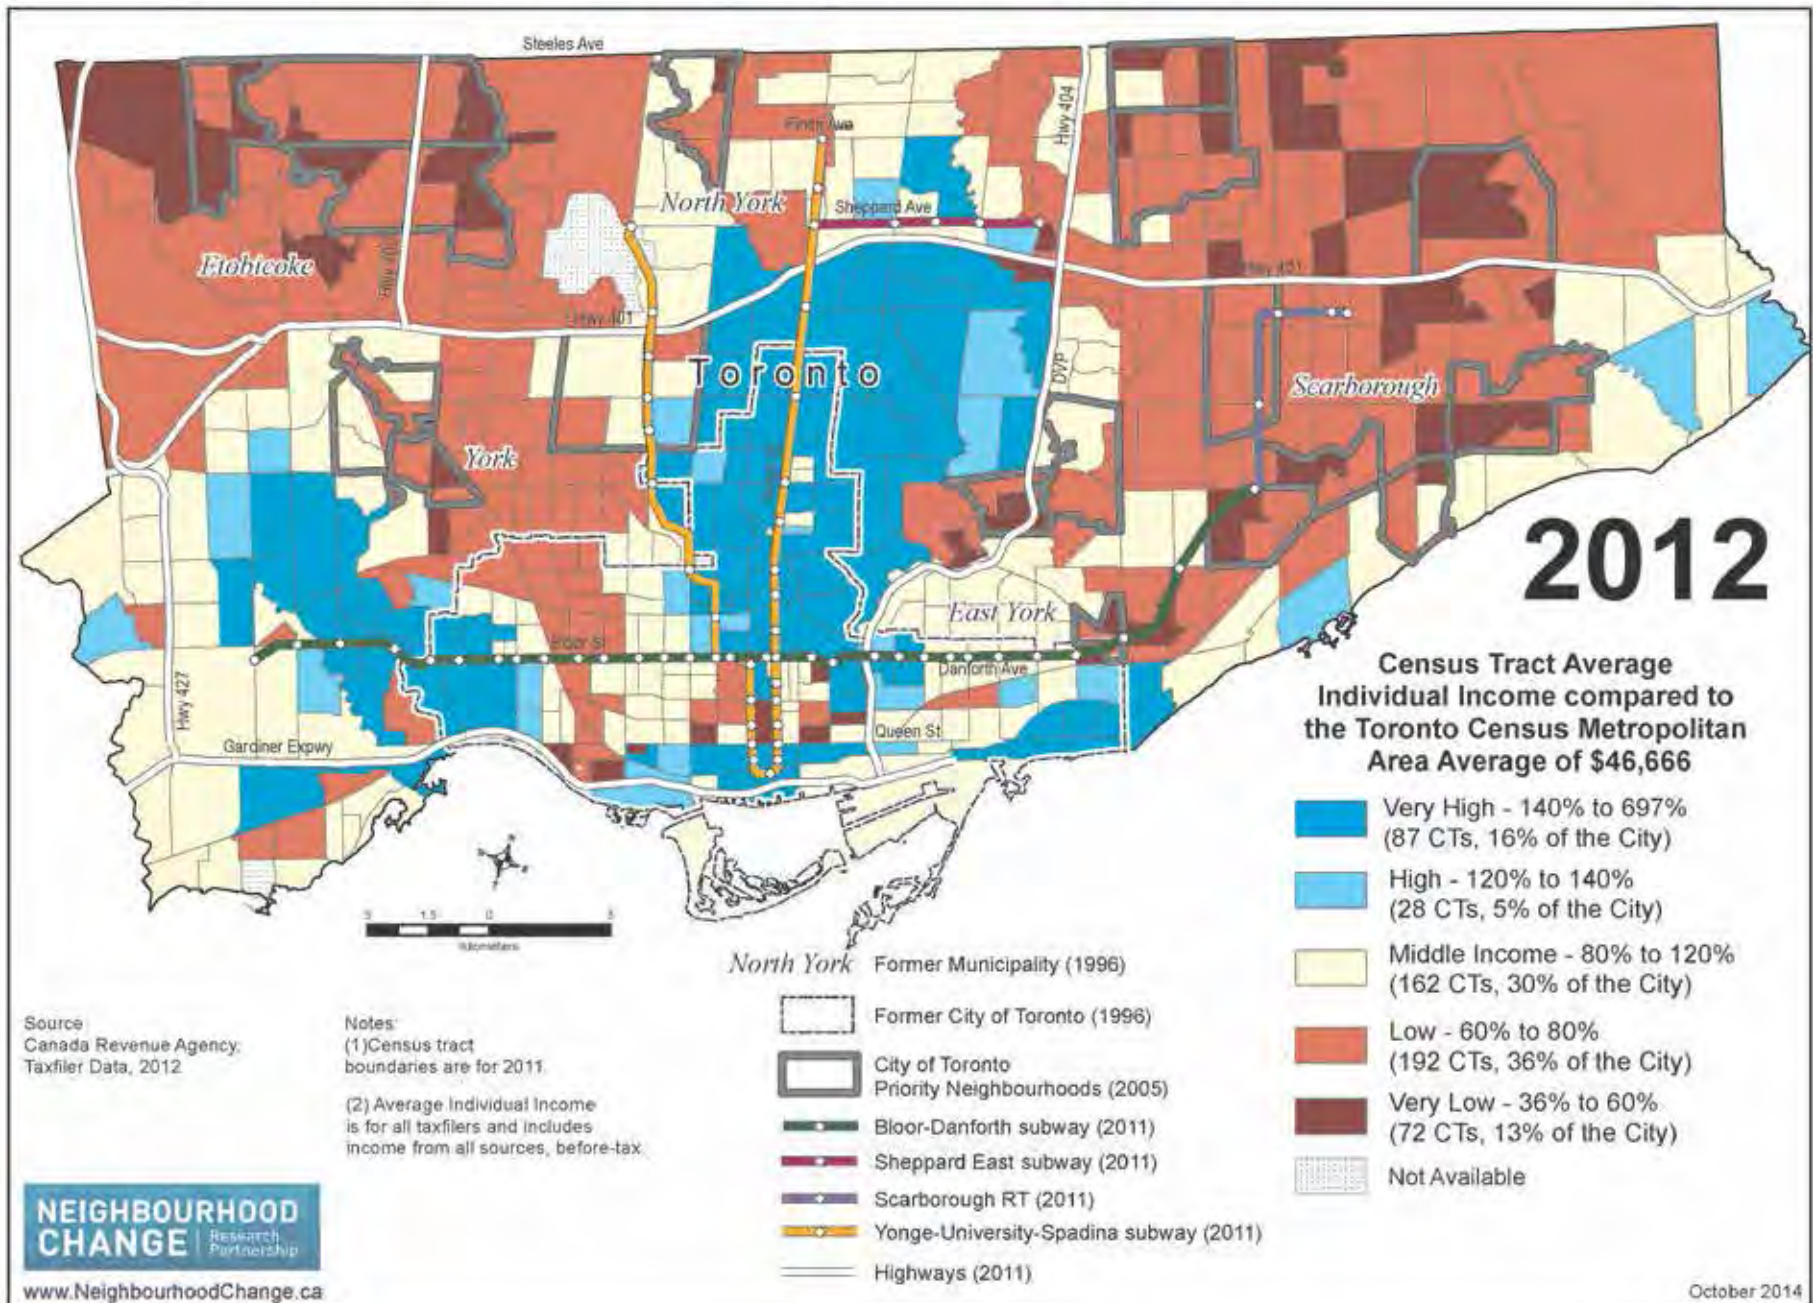 Steeles Ave
Finch Ave
Hwy 404
North York
Sheppard Ave
Etobicoke
Hwy 401
Hwy 401
Toronto
DVP
Scarborough
York
East York
Bloor St
Danforth Ave
Hwy 427
Queen St
Gardiner Expwy
2012
Census Tract Average
Individual Income compared to
the Toronto Census Metropolitan
Area Average of $46,666
Very High - 140% to 697%
(87 CTs, 16% of the City)
High - 120% to 140%
(28 CTs, 5% of the City)
Middle Income - 80% to 120%
(162 CTs, 30% of the City)
Low - 60% to 80%
(192 CTs, 36% of the City)
Very Low - 36% to 60%
(72 CTs, 13% of the City)
Not Available
3 1.5 0 3
Kilometers
North York Former Municipality (1996)
Former City of Toronto (1996)
City of Toronto
Priority Neighbourhoods (2005)
Bloor-Danforth subway (2011)
Sheppard East subway (2011)
Scarborough RT (2011)
Yonge-University-Spadina subway (2011)
Highways (2011)
Source
Canada Revenue Agency,
Taxfiler Data, 2012
Notes:
(1)Census tract
boundaries are for 2011.
(2) Average Individual Income
is for all taxfilers and includes
income from all sources, before-tax.
NEIGHBOURHOOD
CHANGE Research
Partnership
www.NeighbourhoodChange.ca
October 2014